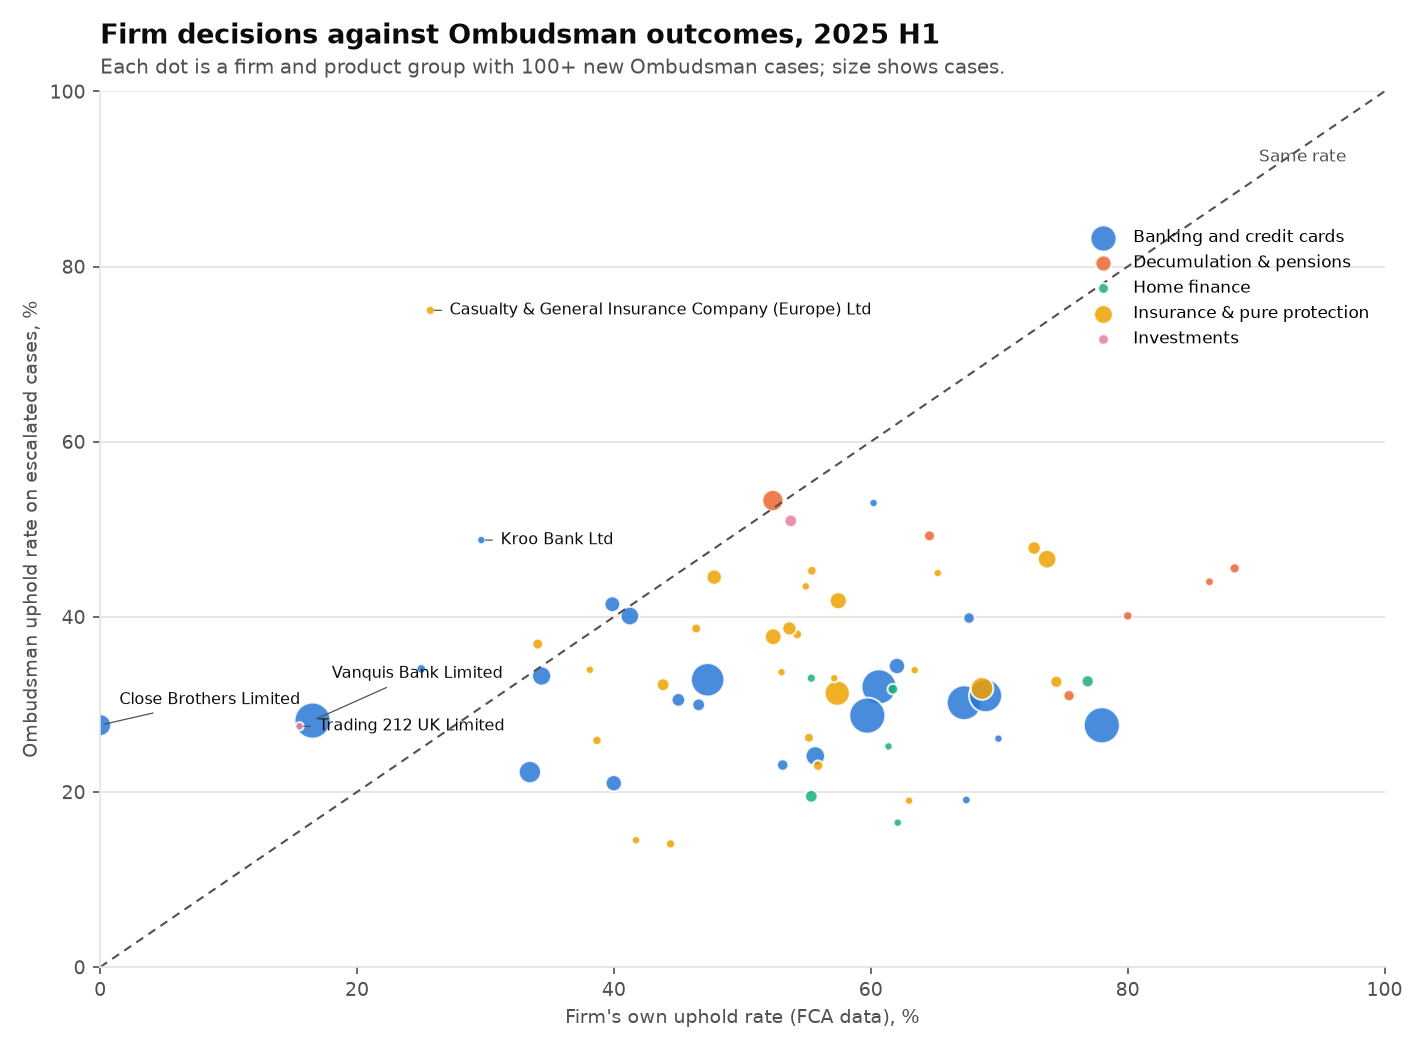 Firm decisions against Ombudsman outcomes, 2025 H1
Each dot is a firm and product group with 100+ new Ombudsman cases; size shows cases.
100
80
60
40
20
0
Ombudsman uphold rate on escalated cases, %
Same rate
Banking and credit cards
Decumulation & pensions
Home finance
Insurance & pure protection
Investments
Casualty & General Insurance Company (Europe) Ltd
Kroo Bank Ltd
Vanquis Bank Limited
Close Brothers Limited
Trading 212 UK Limited
0
20
40
60
80
100
Firm's own uphold rate (FCA data), %